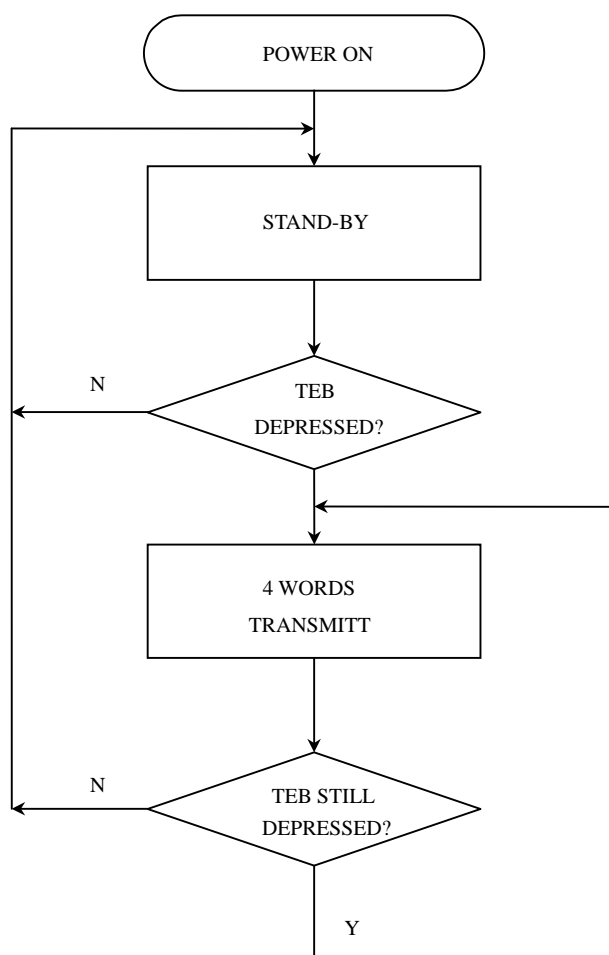 POWER ON
STAND-BY
N
TEB
DEPRESSED?
4 WORDS
TRANSMITT
N
TEB STILL
DEPRESSED?
Y